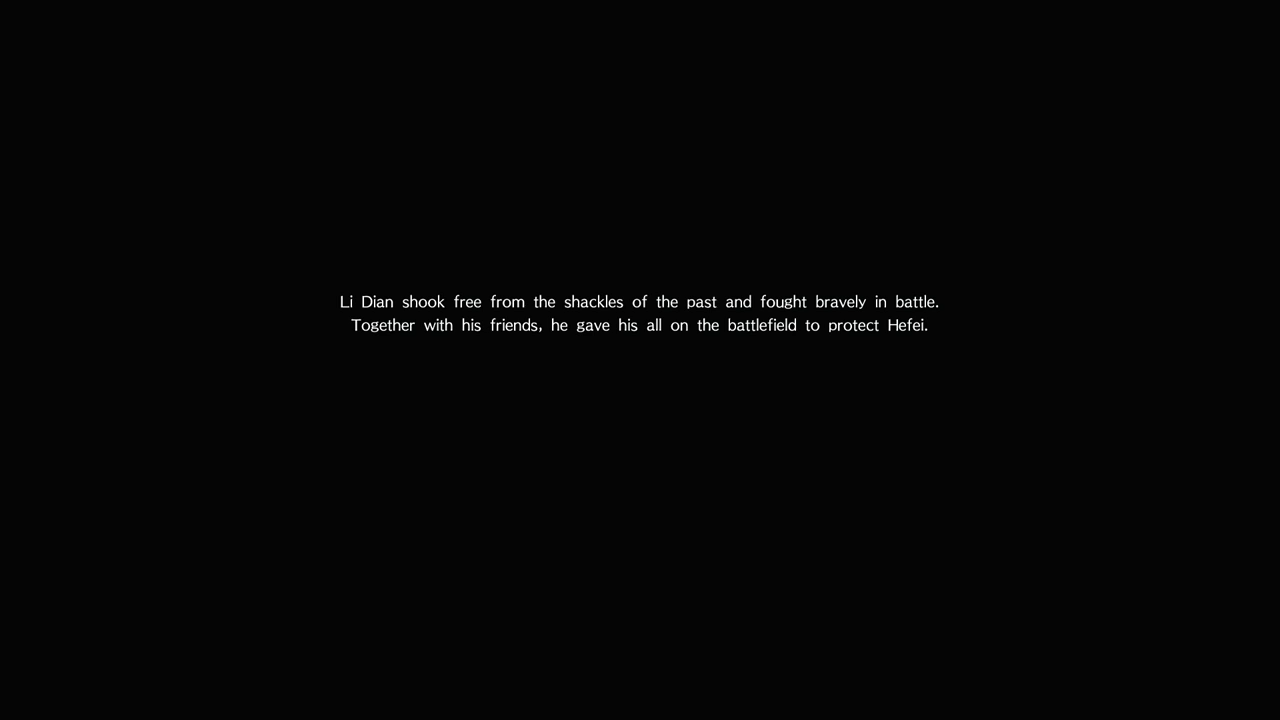 Li Dian shook free from the shackles of the past and fought bravely in battle.
Together with his friends, he gave his all on the battlefield to protect Hefei.